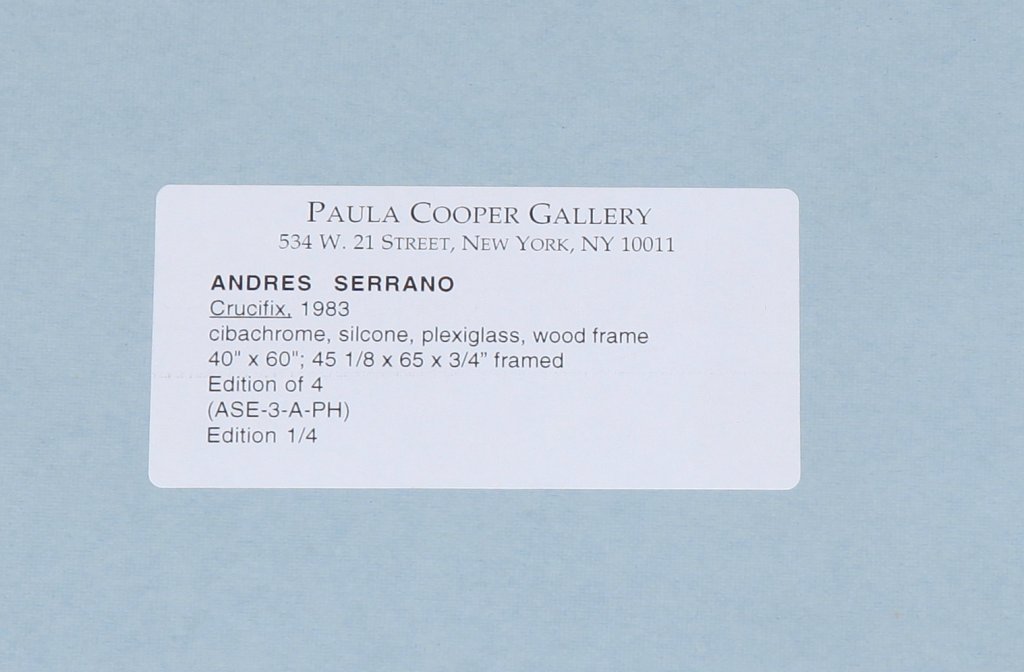 PAULA COOPER GALLERY
534 W. 21 STREET, NEW YORK, NY 10011
ANDRES SERRANO
Crucifix, 1983
cibachrome, silcone, plexiglass, wood frame
40" x 60"; 45 1/8 x 65 x 3/4” framed
Edition of 4
(ASE-3-A-PH)
Edition 1/4